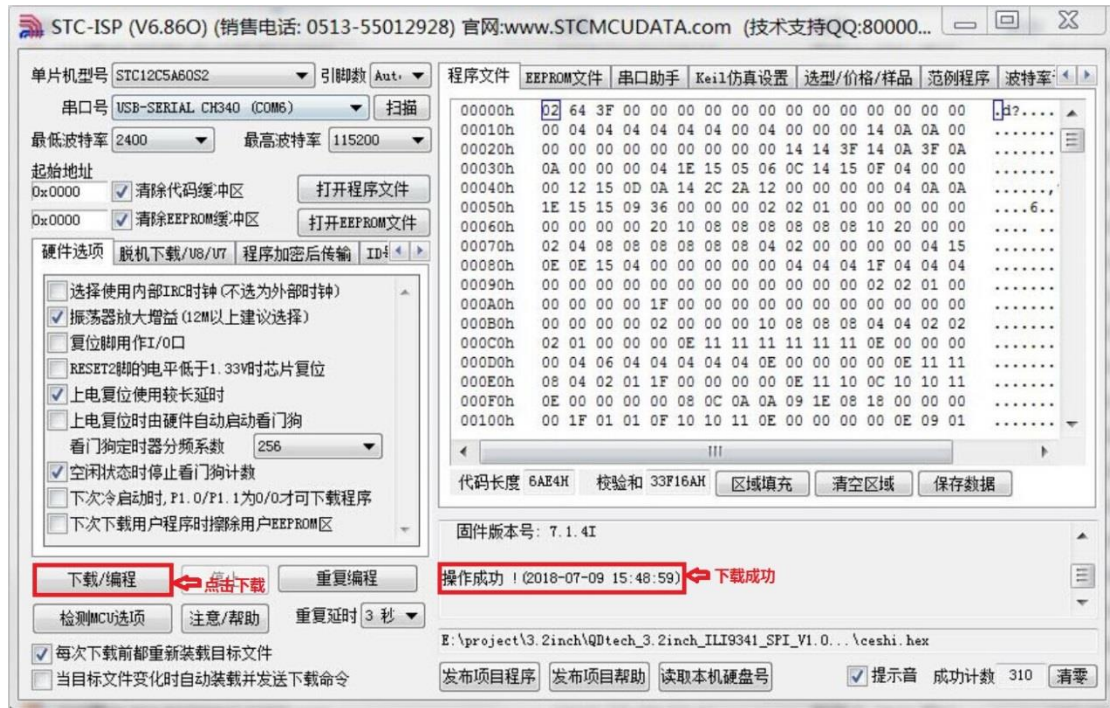 STC-ISP (V6.86O) (销售电话: 0513-55012928) 官网:www.STCMCUDATA.com (技术支持QQ:80000...
单片机型号 STC12C5A60S2 引脚数 Aut
串口号 USB-SERIAL CH340 (COM6) 扫描
最低波特率 2400 最高波特率 115200
起始地址
0x0000 清除代码缓冲区 打开程序文件
0x0000 清除EEPROM缓冲区 打开EEPROM文件
硬件选项 脱机下载/U8/U7 程序加密后传输
选择使用内部IRC时钟(不选为外部时钟)
振荡器放大增益(12M以上建议选择)
复位脚用作I/O口
RESET2脚的电平低于1.33V时芯片复位
上电复位使用较长延时
上电复位时由硬件自动启动看门狗
看门狗定时器分频系数 256
空闲状态时停止看门狗计数
下次冷启动时, P1.0/P1.1为0/0才可下载程序
下次下载用户程序时擦除用户EEPROM区
下载/编程 点击下载 重复编程
检测MCU选项 注意/帮助 重复延时 3 秒
每次下载前都重新装载目标文件
当目标文件变化时自动装载并发送下载命令
程序文件 EEPROM文件 串口助手 Keil仿真设置 选型/价格/样品 范例程序 波特率
00000h 02 64 3F 00 00 00 00 00 00 00 00 00 00 00 00 00 .d?....
00010h 00 04 04 04 04 04 04 00 04 00 00 00 14 0A 0A 00 .......
00020h 00 00 00 00 00 00 00 00 00 14 14 3F 14 0A 3F 0A .......
00030h 0A 00 00 00 04 1E 15 05 06 0C 14 15 0F 04 00 00 .......
00040h 00 12 15 0D 0A 14 2C 2A 12 00 00 00 00 04 0A 0A ......,
00050h 1E 15 15 09 36 00 00 00 02 02 01 00 00 00 00 00 ....6..
00060h 00 00 00 00 20 10 08 08 08 08 08 08 10 20 00 00 .... ..
00070h 02 04 08 08 08 08 08 08 04 02 00 00 00 00 04 15 .......
00080h 0E 0E 15 04 00 00 00 00 00 04 04 04 1F 04 04 04 .......
00090h 00 00 00 00 00 00 00 00 00 00 00 00 02 02 01 00 .......
000A0h 00 00 00 00 1F 00 00 00 00 00 00 00 00 00 00 00 .......
000B0h 00 00 00 00 02 00 00 00 10 08 08 08 04 04 02 02 .......
000C0h 02 01 00 00 00 0E 11 11 11 11 11 11 0E 00 00 00 .......
000D0h 00 04 06 04 04 04 04 04 0E 00 00 00 00 0E 11 11 .......
000E0h 08 04 02 01 1F 00 00 00 00 0E 11 10 0C 10 10 11 .......
000F0h 0E 00 00 00 00 08 0C 0A 0A 09 1E 08 18 00 00 00 .......
00100h 00 1F 01 01 0F 10 10 11 0E 00 00 00 00 0E 09 01 .......
代码长度 6AE4H 校验和 33F16AH 区域填充 清空区域 保存数据
固件版本号: 7.1.4I
操作成功 !(2018-07-09 15:48:59) 下载成功
E:\project\3.2inch\QDtech_3.2inch_ILI9341_SPI_V1.0...\ceshi.hex
发布项目程序 发布项目帮助 读取本机硬盘号 提示音 成功计数 310 清零